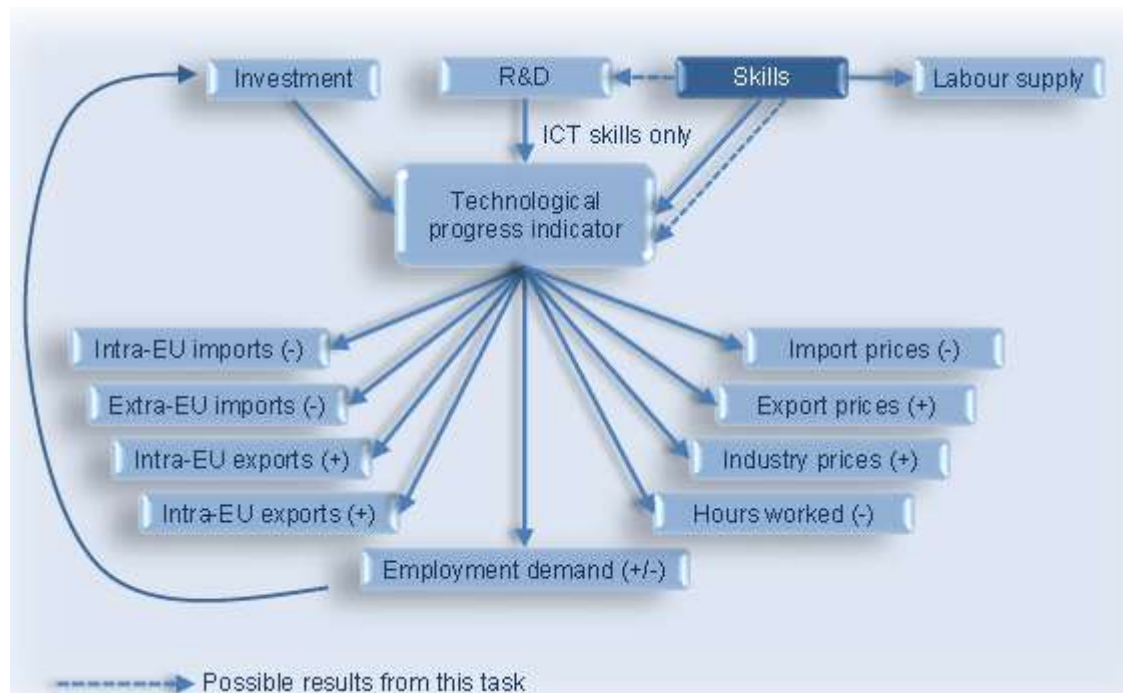 Investment
R&D
Skills
Labour supply
ICT skills only
Technological
progress indicator
Intra-EU imports (-)
Import prices (-)
Extra-EU imports (-)
Export prices (+)
Intra-EU exports (+)
Industry prices (+)
Intra-EU exports (+)
Hours worked (-)
Employment demand (+/-)
Possible results from this task